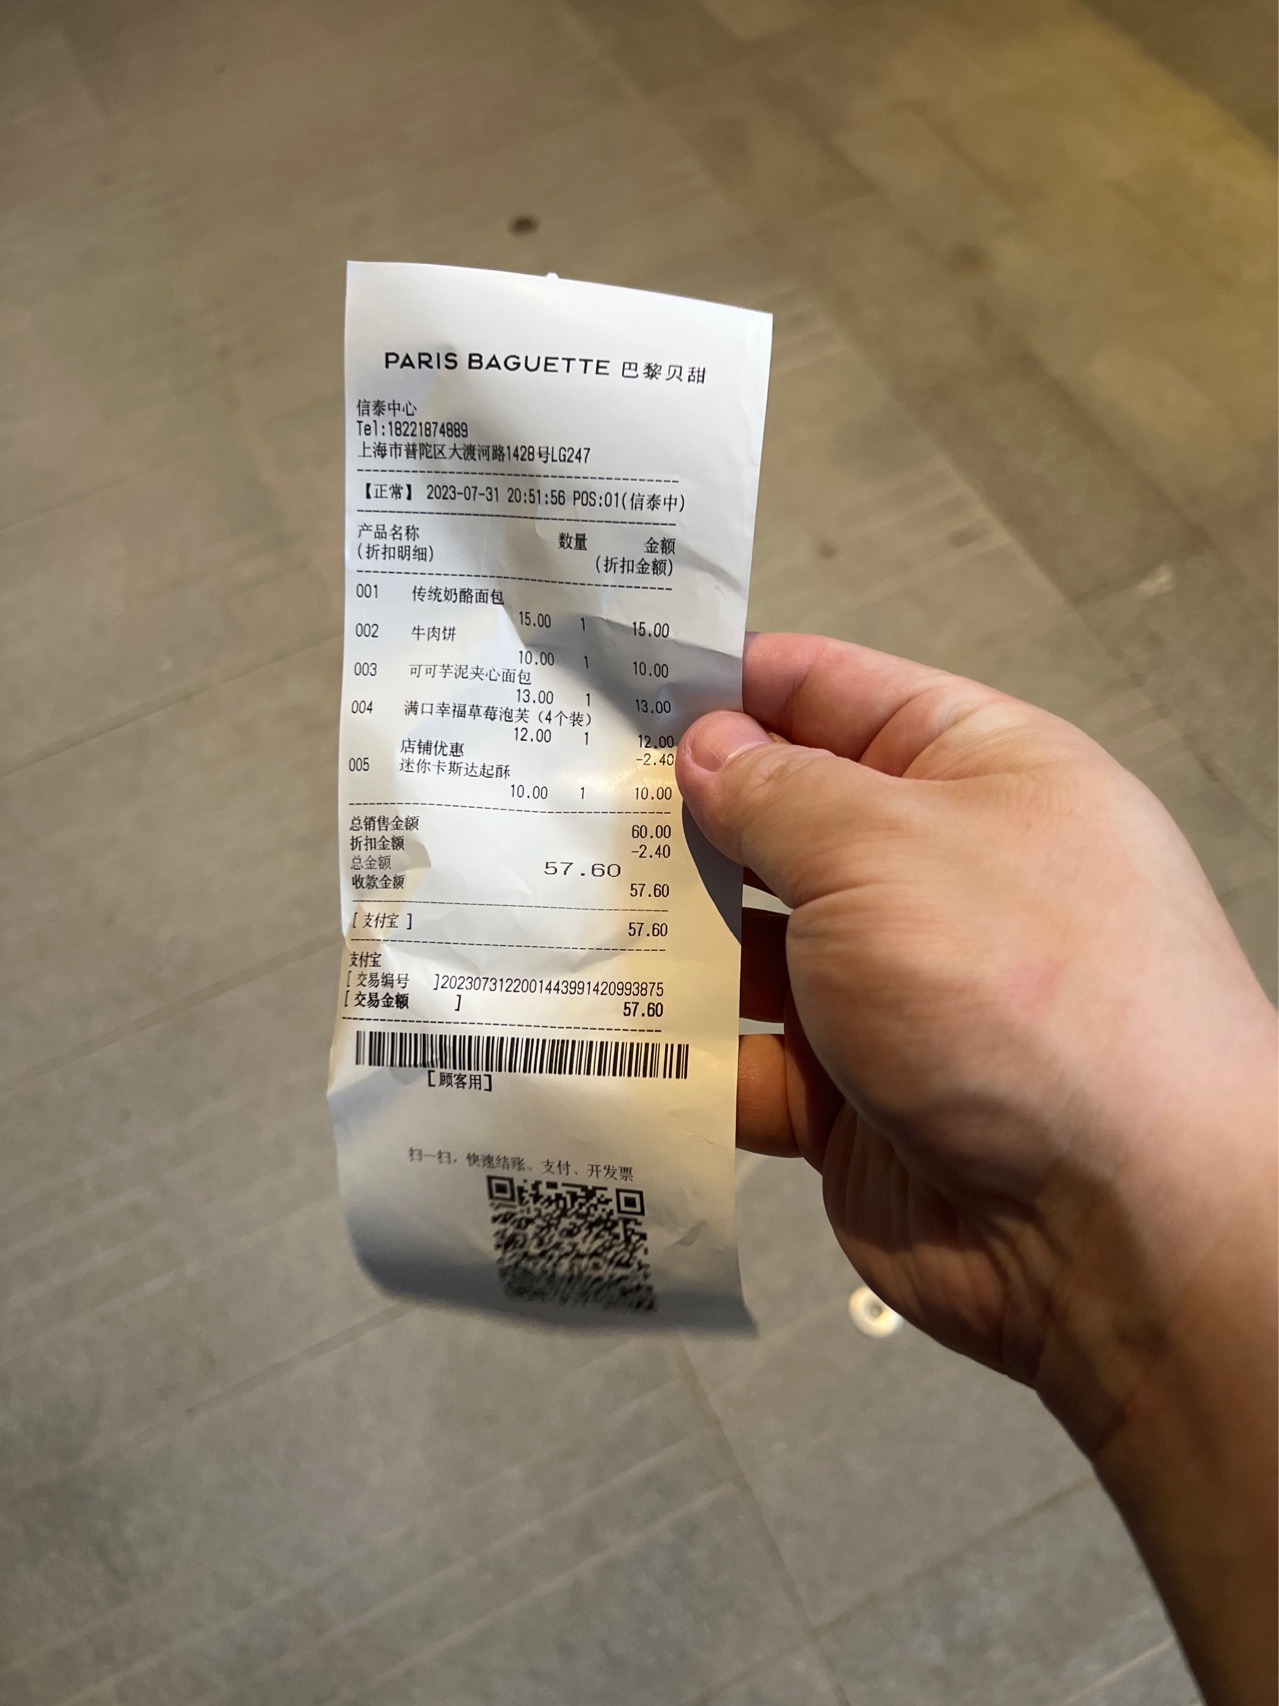 PARIS BAGUETTE 巴黎贝甜
信泰中心
Tel:18221874889
上海市普陀区大渡河路1428号LG247
【正常】 2023-07-31 20:51:56 POS:01(信泰中)
产品名称 数量 金额
(折扣明细) (折扣金额)
001 传统奶酪面包
15.00 1 15.00
002 牛肉饼
10.00 1 10.00
003 可可芋泥夹心面包
13.00 1 13.00
004 满口幸福草莓泡芙（4个装）
12.00 1 12.00
店铺优惠 -2.40
005 迷你卡斯达起酥
10.00 1 10.00
总销售金额 60.00
折扣金额 -2.40
总金额 57.60
收款金额 57.60
[ 支付宝 ] 57.60
支付宝
[ 交易编号 ]2023073122001443991420993875
[ 交易金额 ] 57.60
[顾客用]
扫一扫，快速结账、支付、开发票